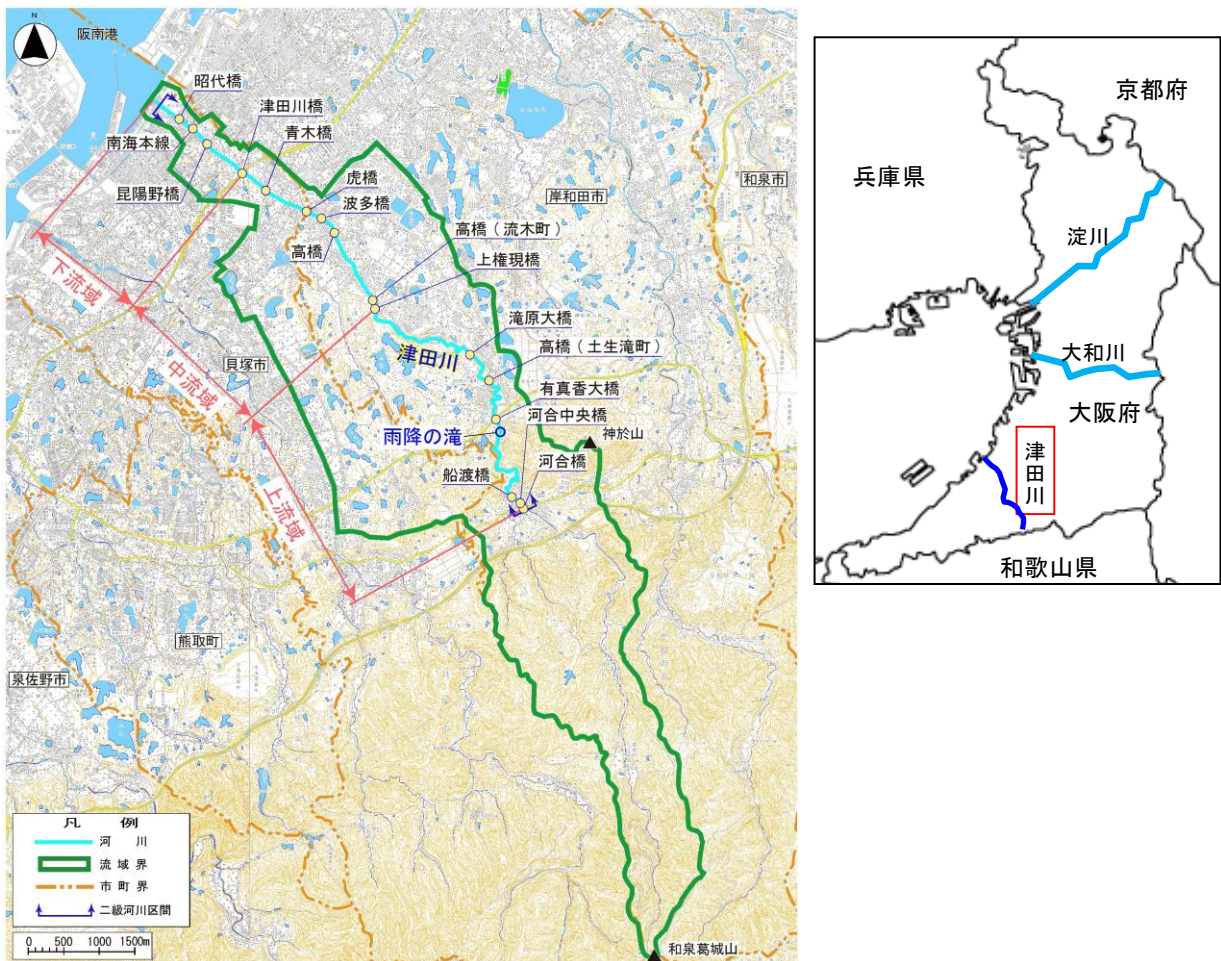 N
阪南港
昭代橋
津田川橋
青木橋
南海本線
昆陽野橋
虎橋
波多橋
岸和田市
和泉市
高橋
高橋（流木町）
上権現橋
下流域
滝原大橋
津田川
高橋（土生滝町）
貝塚市
中流域
有真香大橋
河合中央橋
雨降の滝
神於山
船渡橋
河合橋
上流域
熊取町
泉佐野市
和泉葛城山
凡　例
河　川
流域界
市町界
二級河川区間
0 500 1000 1500m
京都府
兵庫県
淀川
大和川
大阪府
津田川
和歌山県